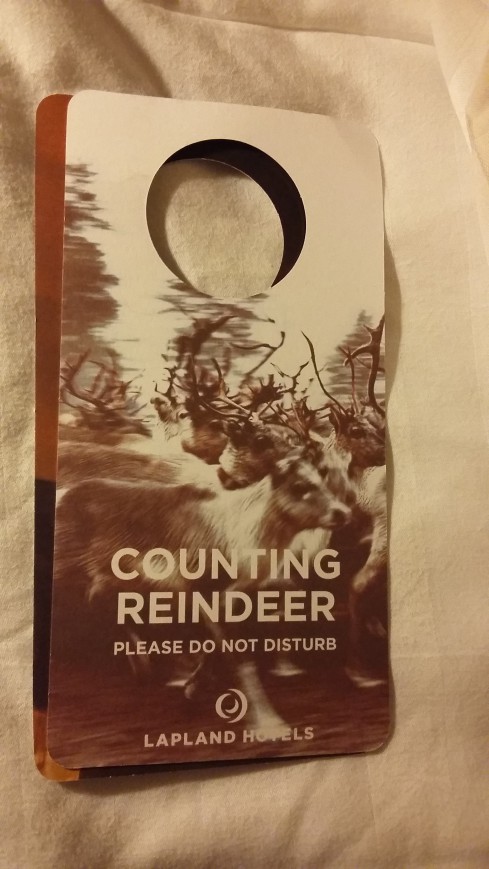 COUNTING
REINDEER
PLEASE DO NOT DISTURB
LAPLAND HOTELS